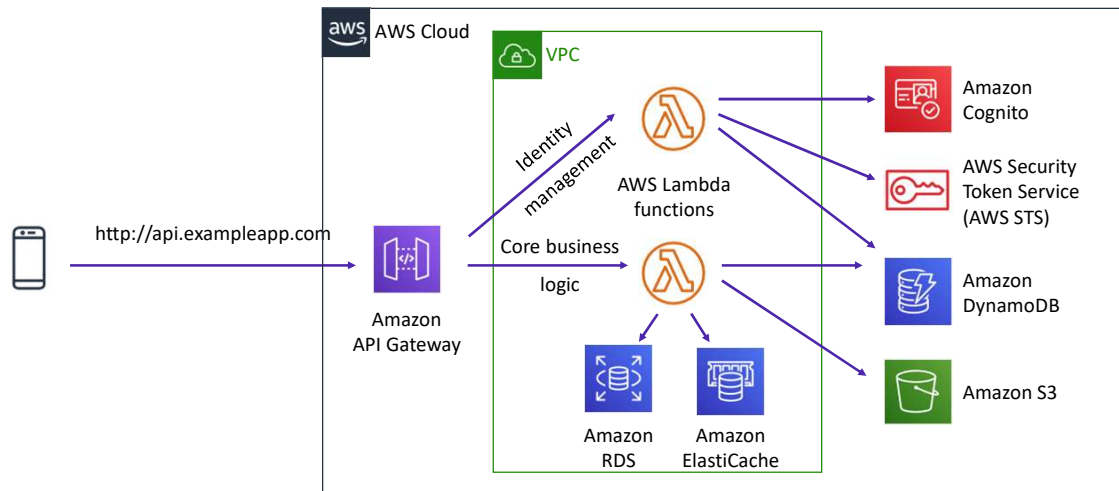 aws
AWS Cloud
VPC
Amazon
Cognito
Identity
management
AWS Lambda
functions
AWS Security
Token Service
(AWS STS)
http://api.exampleapp.com
Core business
logic
Amazon
API Gateway
Amazon
DynamoDB
Amazon S3
Amazon
RDS
Amazon
ElastiCache